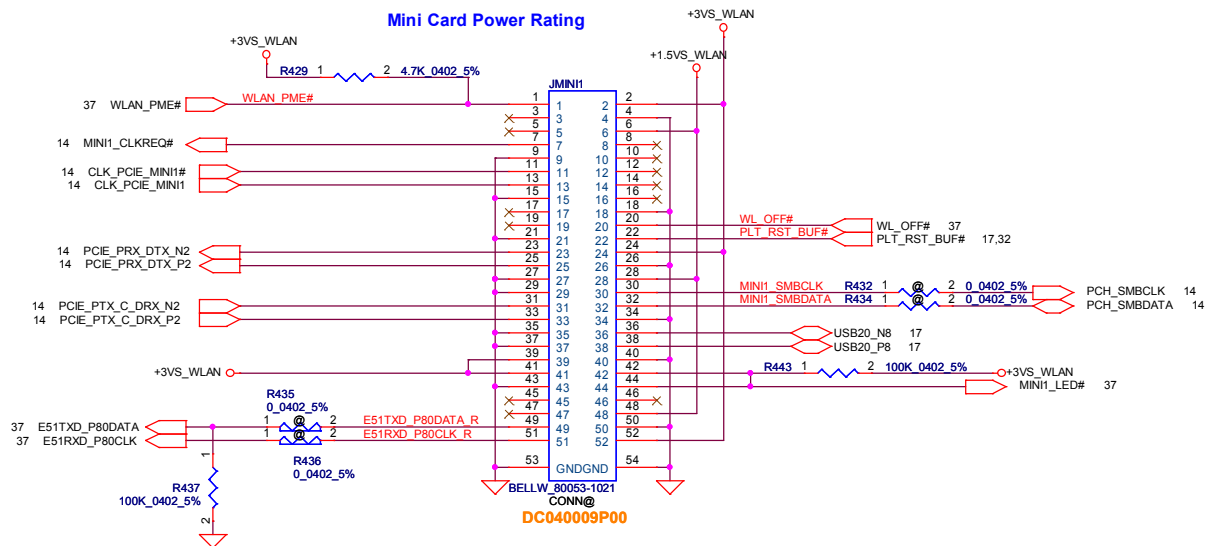 Mini Card Power Rating
+3VS_WLAN
+3VS_WLAN
+1.5VS_WLAN
R429 1 2 4.7K_0402_5%
JMINI1
37 WLAN_PME# WLAN_PME# 1 1 2 2
3 3 4 4
5 5 6 6
14 MINI1_CLKREQ# 7 7 8 8
9 9 10 10
14 CLK_PCIE_MINI1# 11 11 12 12
14 CLK_PCIE_MINI1 13 13 14 14
15 15 16 16
17 17 18 18
19 19 20 20 WL_OFF# WL_OFF# 37
21 21 22 22 PLT_RST_BUF# PLT_RST_BUF# 17,32
14 PCIE_PRX_DTX_N2 23 23 24 24
14 PCIE_PRX_DTX_P2 25 25 26 26
27 27 28 28
29 29 30 30 MINI1_SMBCLK R432 1 @ 2 0_0402_5% PCH_SMBCLK 14
14 PCIE_PTX_C_DRX_N2 31 31 32 32 MINI1_SMBDATA R434 1 @ 2 0_0402_5% PCH_SMBDATA 14
14 PCIE_PTX_C_DRX_P2 33 33 34 34
35 35 36 36 USB20_N8 17
37 37 38 38 USB20_P8 17
39 39 40 40
+3VS_WLAN 41 41 42 42 R443 1 2 100K_0402_5% +3VS_WLAN
43 43 44 44 MINI1_LED# 37
45 45 46 46
R435
0_0402_5%
47 47 48 48
37 E51TXD_P80DATA 1 @ 2 E51TXD_P80DATA_R 49 49 50 50
37 E51RXD_P80CLK 1 @ 2 E51RXD_P80CLK_R 51 51 52 52
R436
0_0402_5%
53 GND GND 54
1
R437
100K_0402_5%
2
BELLW_80053-1021
CONN@
DC040009P00